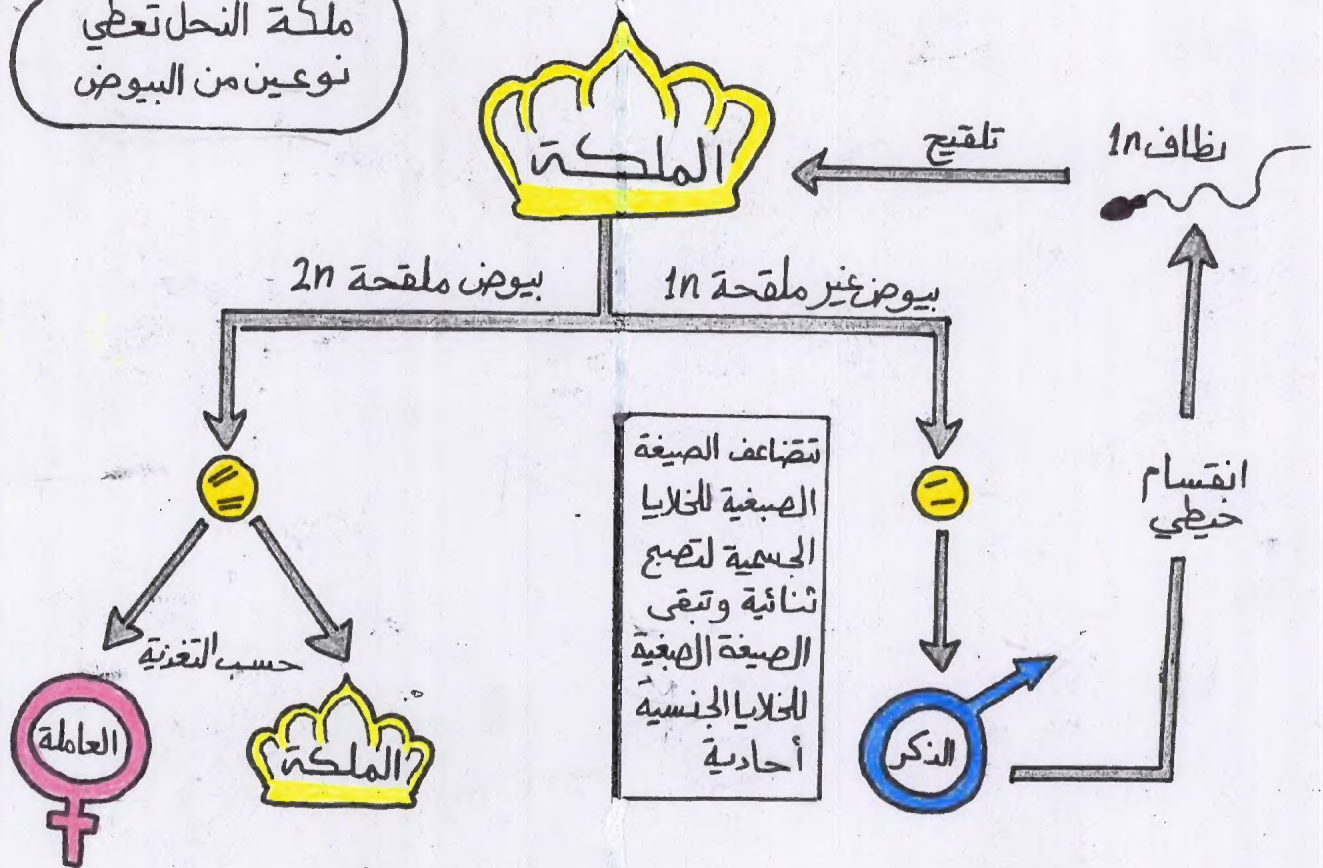 ملكة النحل تعطي
نوعين من البيوض
الملكة
تلقيح
نطاف 1n
بيوض ملقحة 2n
بيوض غير ملقحة 1n
تتضاعف الصيغة
الصبغية للخلايا
الجسمية لتصبح
ثنائية وتبقى
الصيغة الصبغية
للخلايا الجنسية
أحادية
انقسام
خيطي
حسب التغذية
العاملة
الملكة
الذكر